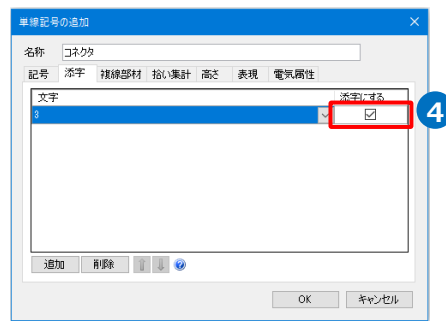 単線記号の追加
名称 コネクタ
記号 添字 複線部材 拾い集計 高さ 表現 電気属性
文字 添字にする
3
4
追加 削除
OK キャンセル